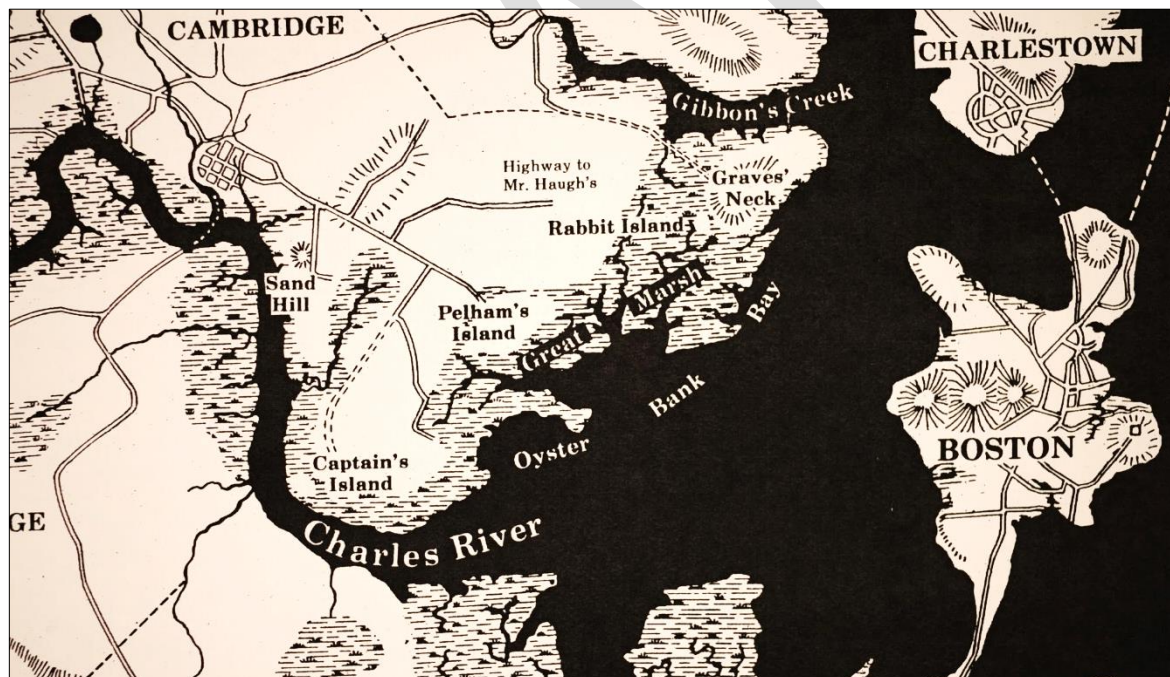 CAMBRIDGE
CHARLESTOWN
Gibbon's Creek
Highway to
Mr. Haugh's
Graves'
Neck
Rabbit Island
Sand
Hill
Pelham's
Island
Great Marsh
Oyster Bank Bay
BOSTON
Captain's
Island
GE
Charles River